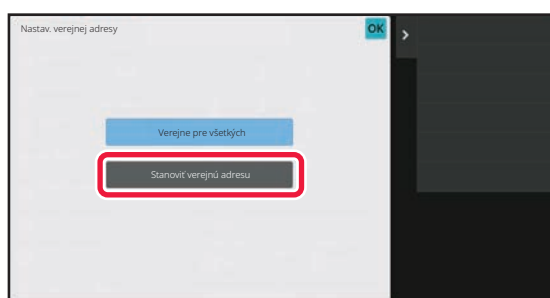 Nastav. verejnej adresy
OK
Verejne pre všetkých
Stanoviť verejnú adresu